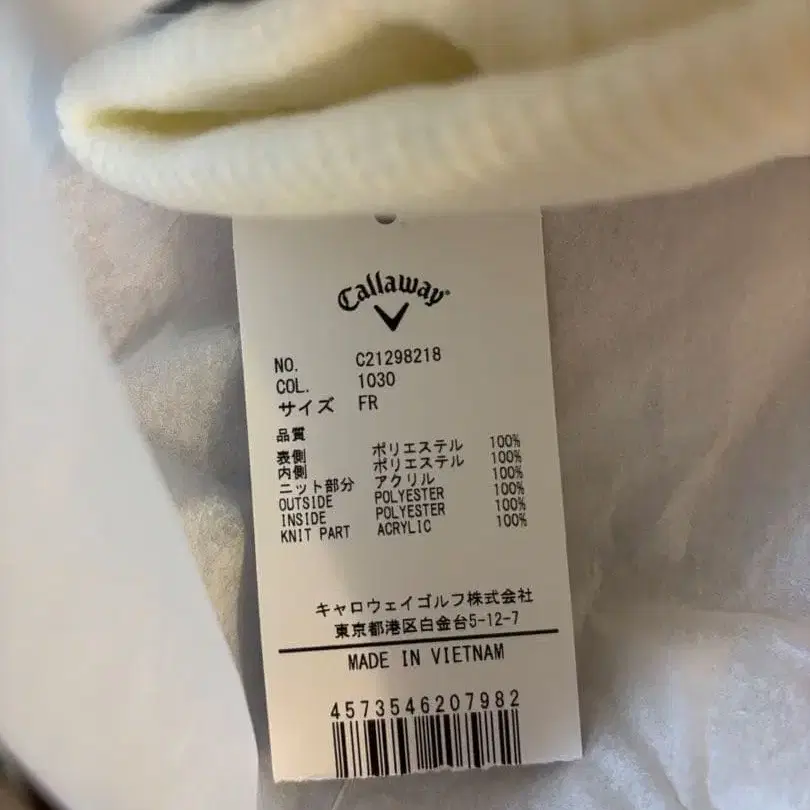 Callaway
NO. C21298218
COL. 1030
サイズ FR
品質
表側 ポリエステル 100%
内側 ポリエステル 100%
ニット部分 アクリル 100%
OUTSIDE POLYESTER 100%
INSIDE POLYESTER 100%
KNIT PART ACRYLIC 100%
キャロウェイゴルフ株式会社
東京都港区白金台5-12-7
MADE IN VIETNAM
4573546207982